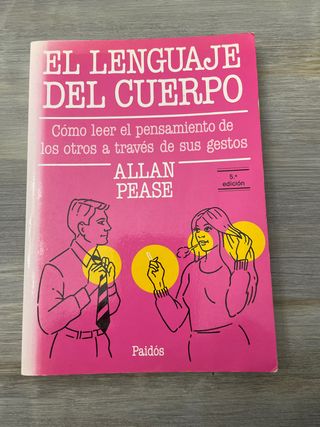 EL LENGUAJE
DEL CUERPO
Cómo leer el pensamiento de
los otros a través de sus gestos
ALLAN
PEASE
5.ª
edición
Paidós